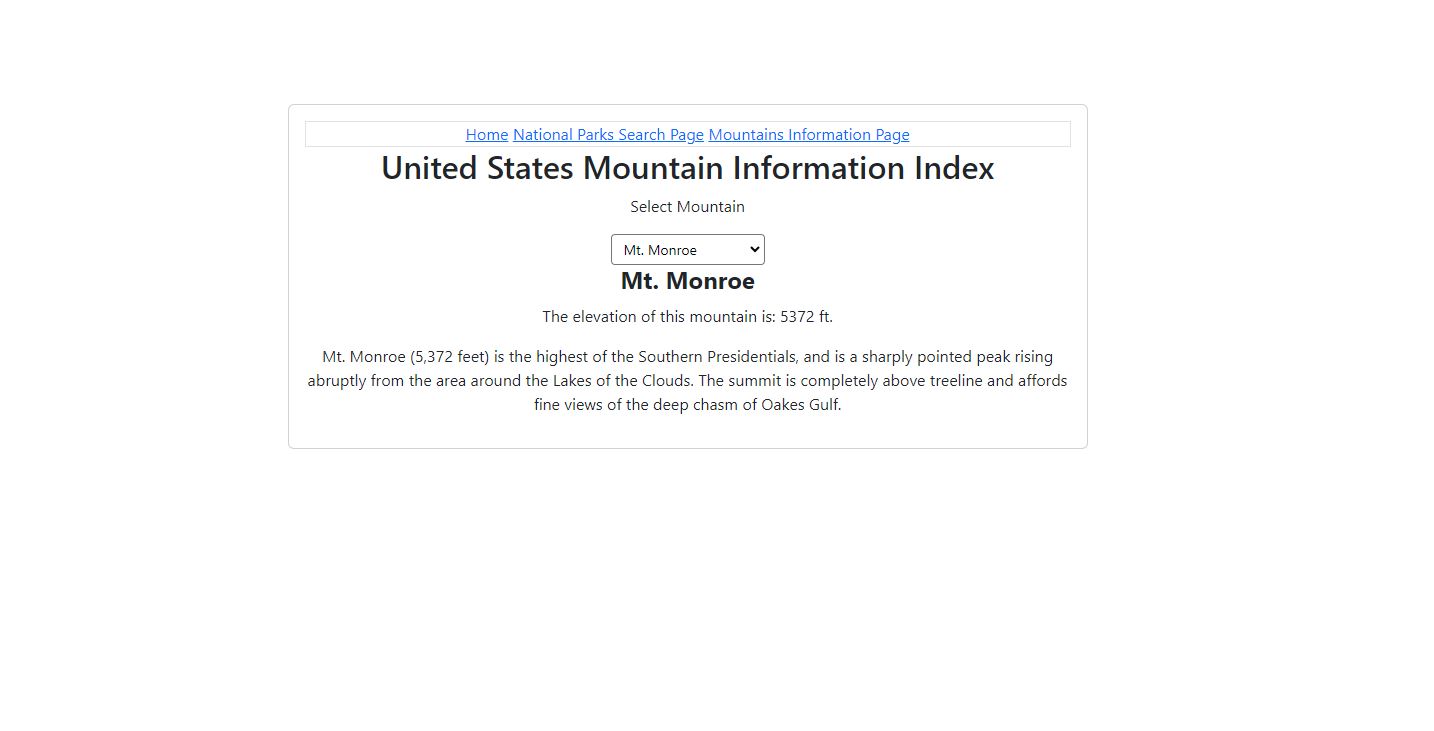 Home National Parks Search Page Mountains Information Page
United States Mountain Information Index
Select Mountain
Mt. Monroe
Mt. Monroe
The elevation of this mountain is: 5372 ft.
Mt. Monroe (5,372 feet) is the highest of the Southern Presidentials, and is a sharply pointed peak rising
abruptly from the area around the Lakes of the Clouds. The summit is completely above treeline and affords
fine views of the deep chasm of Oakes Gulf.